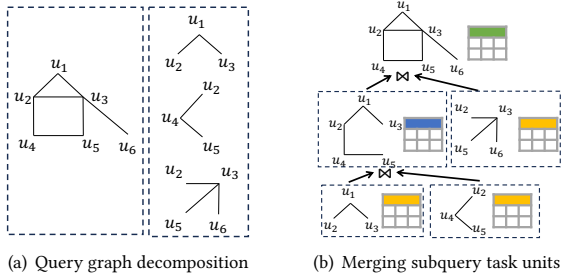 u1
u2 u3
u4 u5 u6
u1
u2 u3
u2
u4
u5
u2 u3
u5 u6
(a) Query graph decomposition
u1
u2 u3
u4 u5 u6
⋈
u1
u2 u3
u4 u5
u2 u3
u5 u6
⋈
u1
u2 u3
u2
u4
u5
(b) Merging subquery task units